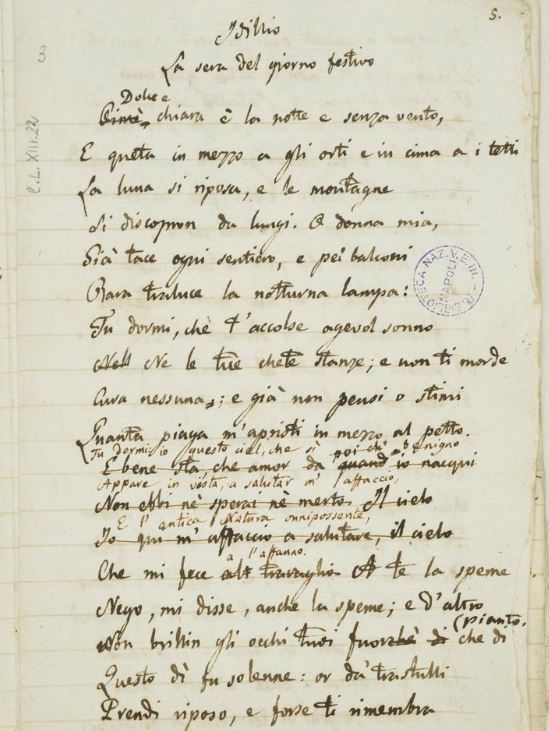 5.
3
C.L.XIII.22
Idillio
La sera del giorno festivo
Dolce e
Oimè, chiara è la notte e senza vento,
E queta in mezzo a gli orti e in cima a i tetti
La luna si riposa, e le montagne
Si discopron da lungi. O donna mia,
Già tace ogni sentiero, e pei balconi
Rara traluce la notturna lampa:
Tu dormi, chè t'accolse agevol sonno
Nell Ne le tue chete stanze; e non ti morde
Cura nessuna; e già non pensi o stimi
Quanta piaga m'apristi in mezzo al petto.
Tu dormi: io questo ciel, che sì benigno
E bene sta, che amor da quand' io nacqui
poi ch'
Appare in vista, a salutar m'affaccio,
Non ebbi nè sperai nè merto. Il cielo
E l'antica Natura onnipossente,
Io qui m'affaccio a salutare, il cielo
a l'affanno.
Che mi fece alt travaglio. A te la speme
Nego, mi disse, anche la speme; e d'altro
Non brillin gli occhi tuoi fuorchè di che di
(pianto.
Questo dì fu solenne: or da' trastulli
Prendi riposo, e forse ti rimembra
BIBLIOTECA NAZ. V. E. III.
NAPOLI